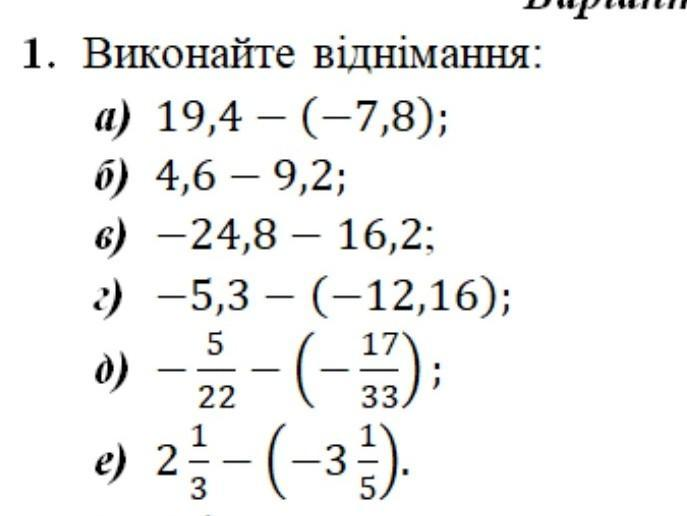 1. Виконайте віднімання:
а) 19,4 − (−7,8);
б) 4,6 − 9,2;
в) −24,8 − 16,2;
г) −5,3 − (−12,16);
д) −5/22 − (−17/33);
е) 2 1/3 − (−3 1/5).